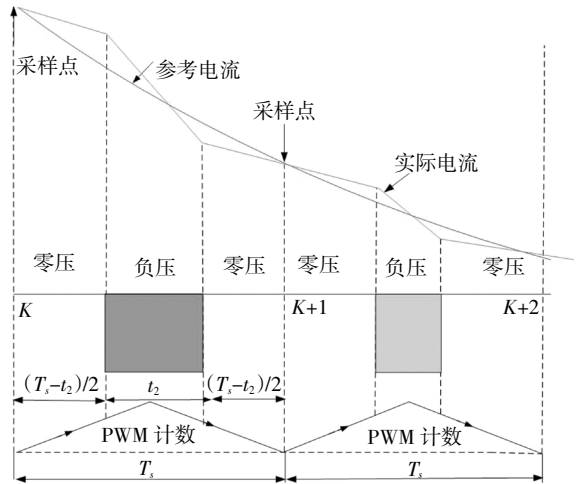 采样点
参考电流
采样点
实际电流
零压
负压
零压
零压
负压
零压
K
K+1
K+2
(Ts−t2)/2
t2
(Ts−t2)/2
PWM 计数
PWM 计数
Ts
Ts